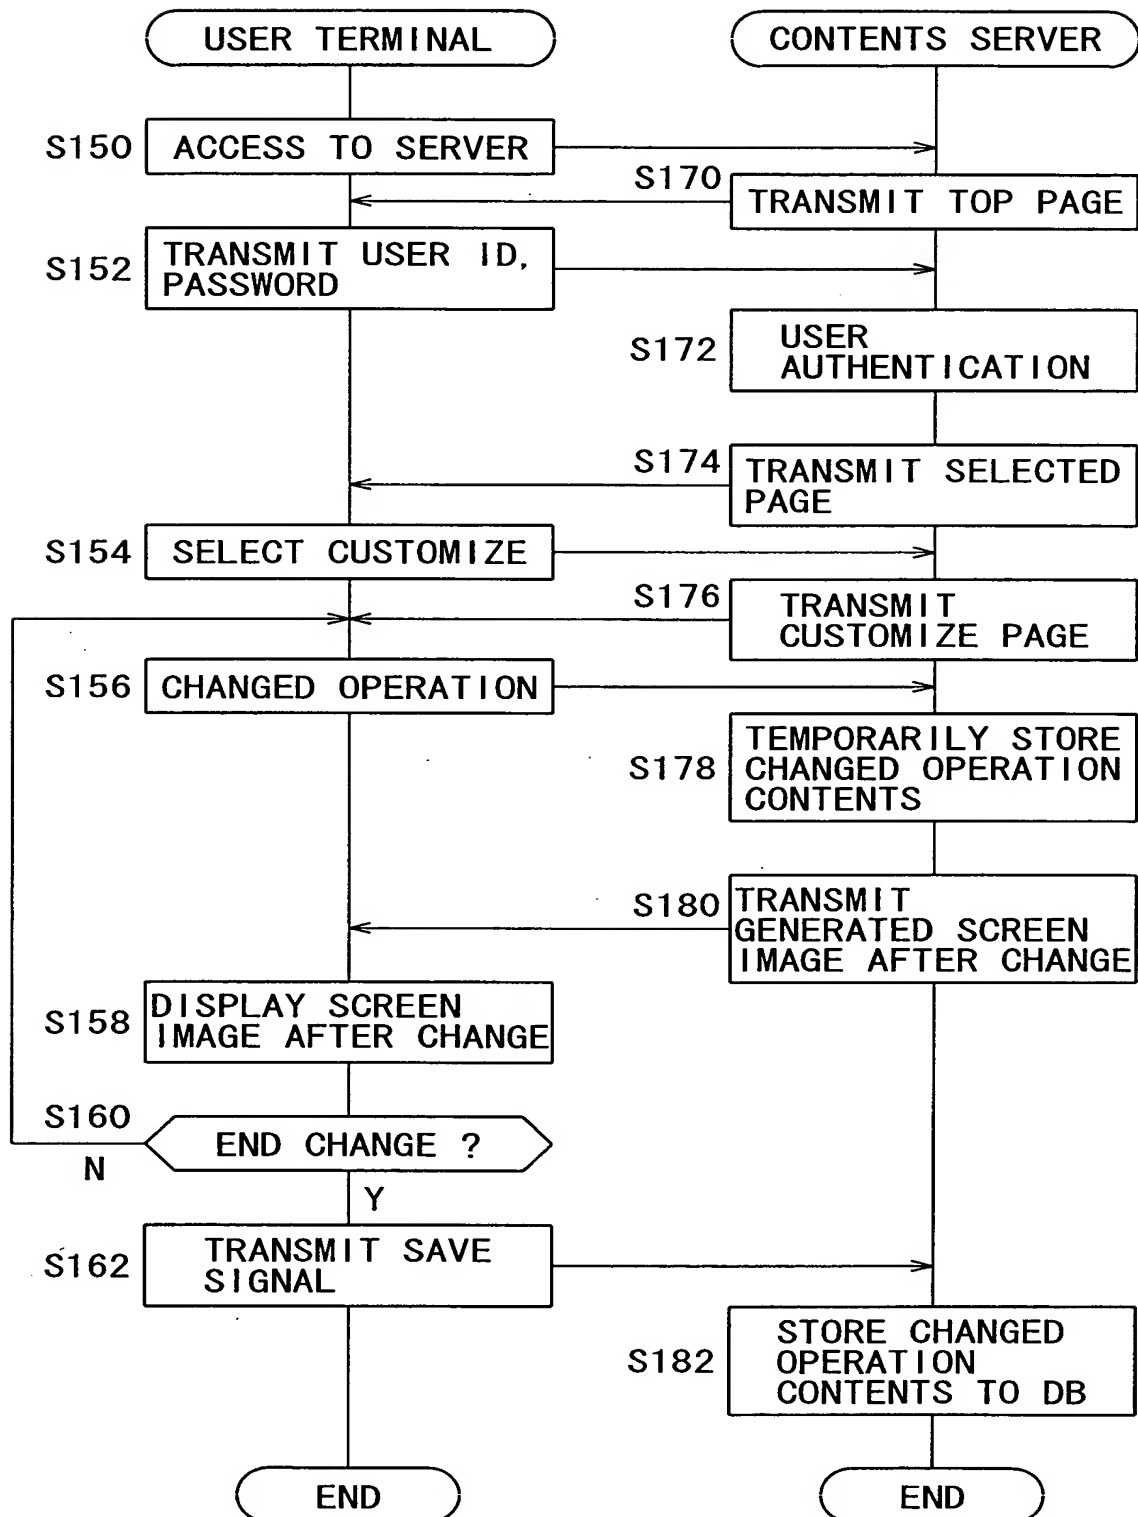 USER TERMINAL
CONTENTS SERVER
S150
ACCESS TO SERVER
S170
TRANSMIT TOP PAGE
S152
TRANSMIT USER ID,
PASSWORD
S172
USER
AUTHENTICATION
S174
TRANSMIT SELECTED
PAGE
S154
SELECT CUSTOMIZE
S176
TRANSMIT
CUSTOMIZE PAGE
S156
CHANGED OPERATION
S178
TEMPORARILY STORE
CHANGED OPERATION
CONTENTS
S180
TRANSMIT
GENERATED SCREEN
IMAGE AFTER CHANGE
S158
DISPLAY SCREEN
IMAGE AFTER CHANGE
S160
END CHANGE ?
N
Y
S162
TRANSMIT SAVE
SIGNAL
S182
STORE CHANGED
OPERATION
CONTENTS TO DB
END
END